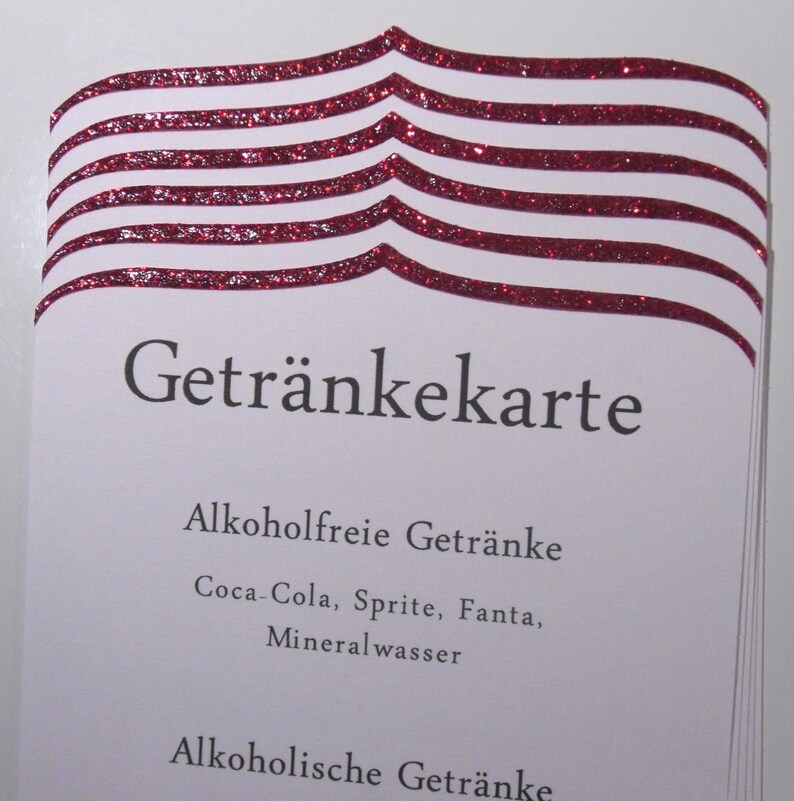 Getränkekarte
Alkoholfreie Getränke
Coca-Cola, Sprite, Fanta,
Mineralwasser
Alkoholische Getränke